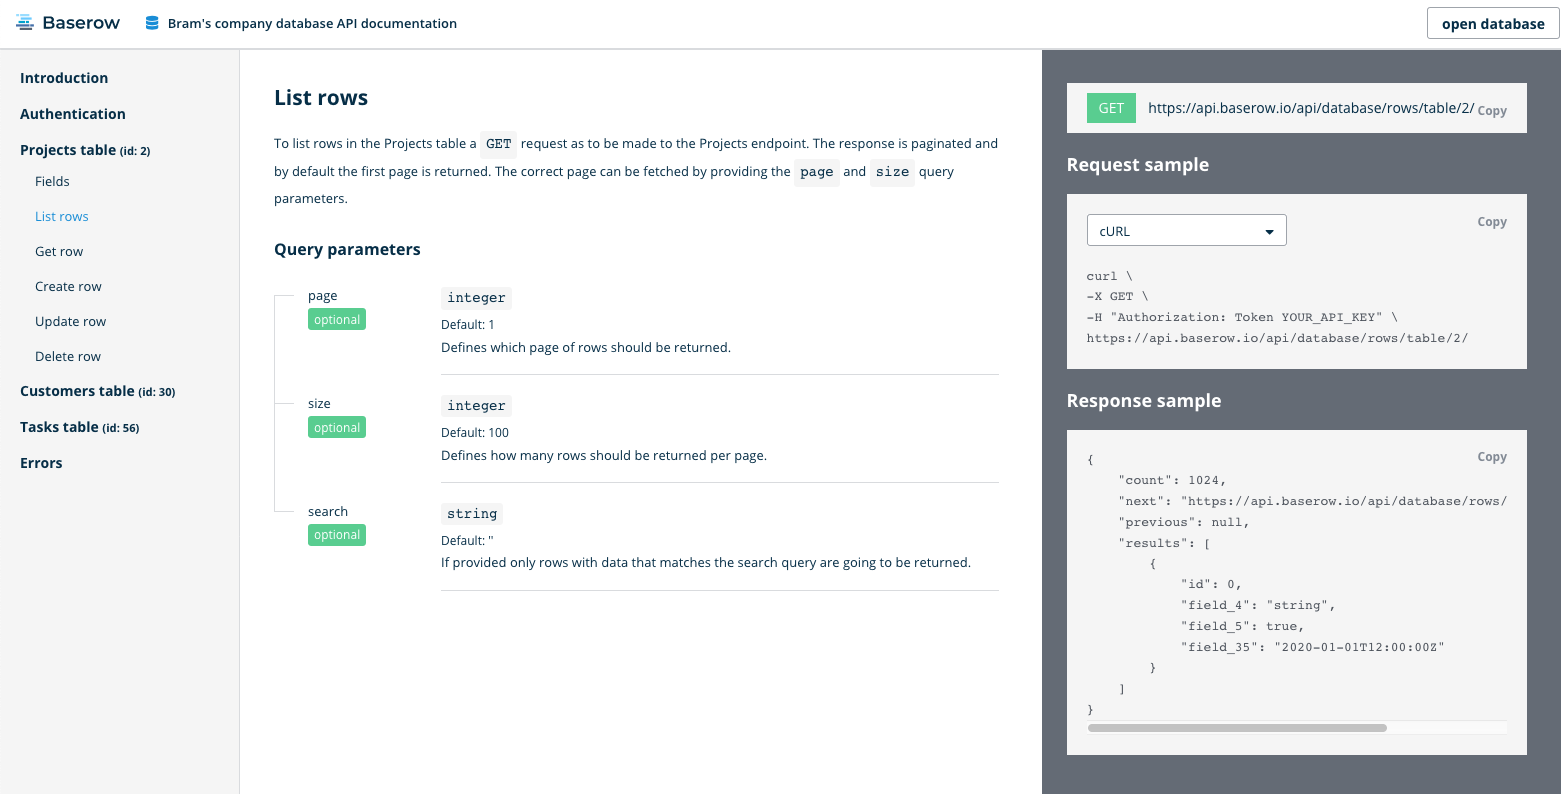 Baserow
Bram's company database API documentation
open database
Introduction
Authentication
Projects table (id: 2)
Fields
List rows
Get row
Create row
Update row
Delete row
Customers table (id: 30)
Tasks table (id: 56)
Errors
List rows
To list rows in the Projects table a GET request as to be made to the Projects endpoint. The response is paginated and
by default the first page is returned. The correct page can be fetched by providing the page and size query
parameters.
Query parameters
page
optional
integer
Default: 1
Defines which page of rows should be returned.
size
optional
integer
Default: 100
Defines how many rows should be returned per page.
search
optional
string
Default: ''
If provided only rows with data that matches the search query are going to be returned.
GET https://api.baserow.io/api/database/rows/table/2/ Copy
Request sample
cURL
Copy
curl \
-X GET \
-H "Authorization: Token YOUR_API_KEY" \
https://api.baserow.io/api/database/rows/table/2/
Response sample
Copy
{
"count": 1024,
"next": "https://api.baserow.io/api/database/rows/
"previous": null,
"results": [
{
"id": 0,
"field_4": "string",
"field_5": true,
"field_35": "2020-01-01T12:00:00Z"
}
]
}